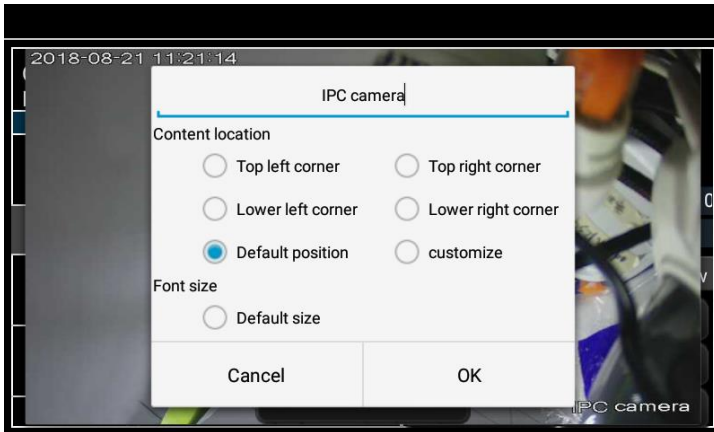 2018-08-21 11:21:14
IPC camera
Content location
Top left corner
Top right corner
Lower left corner
Lower right corner
Default position
customize
Font size
Default size
Cancel
OK
IPC camera